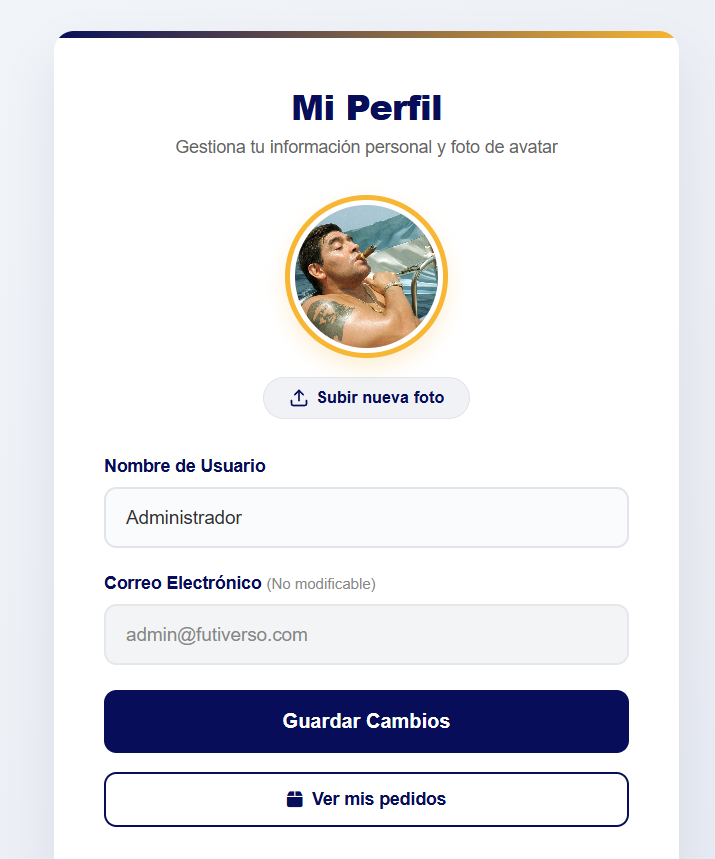 Mi Perfil
Gestiona tu información personal y foto de avatar
Subir nueva foto
Nombre de Usuario
Administrador
Correo Electrónico (No modificable)
admin@futiverso.com
Guardar Cambios
Ver mis pedidos